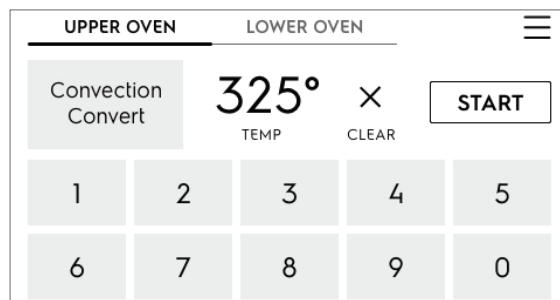 UPPER OVEN LOWER OVEN
Convection
Convert
325° × START
TEMP CLEAR
1 2 3 4 5
6 7 8 9 0